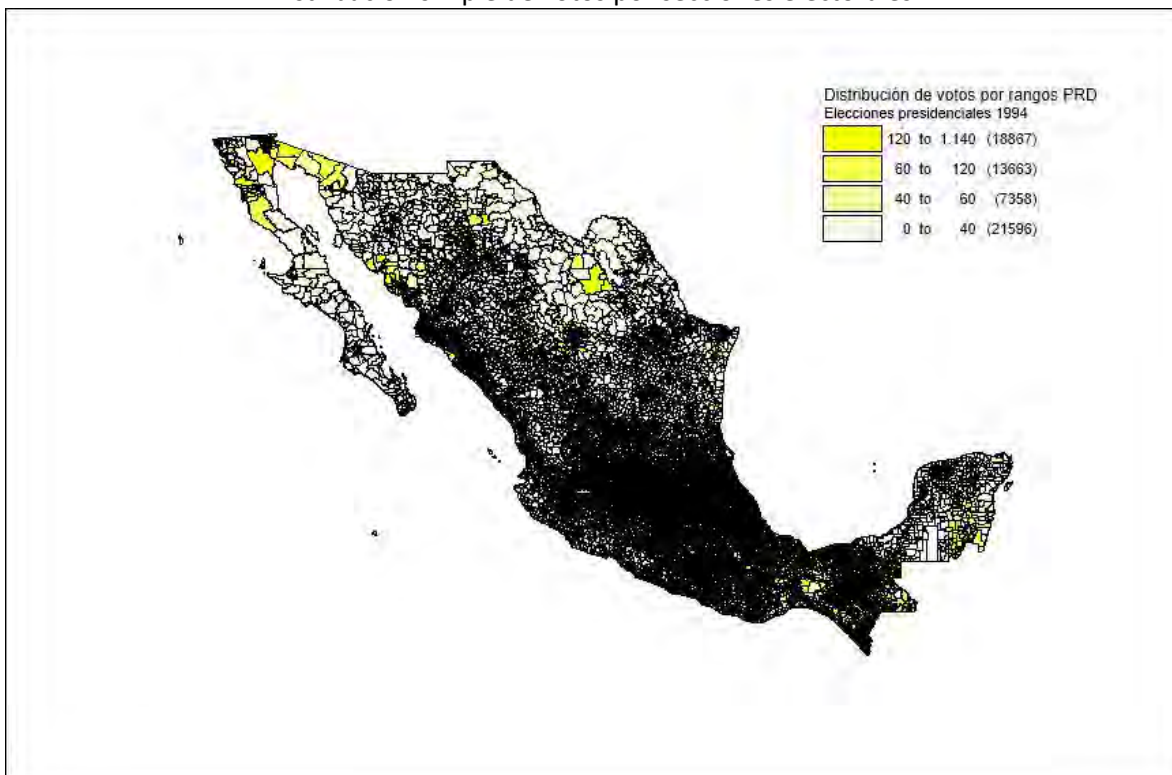 Distribución de votos por rangos PRD
Elecciones presidenciales 1994
120 to 1.140 (18867)
60 to 120 (13663)
40 to 60 (7358)
0 to 40 (21596)